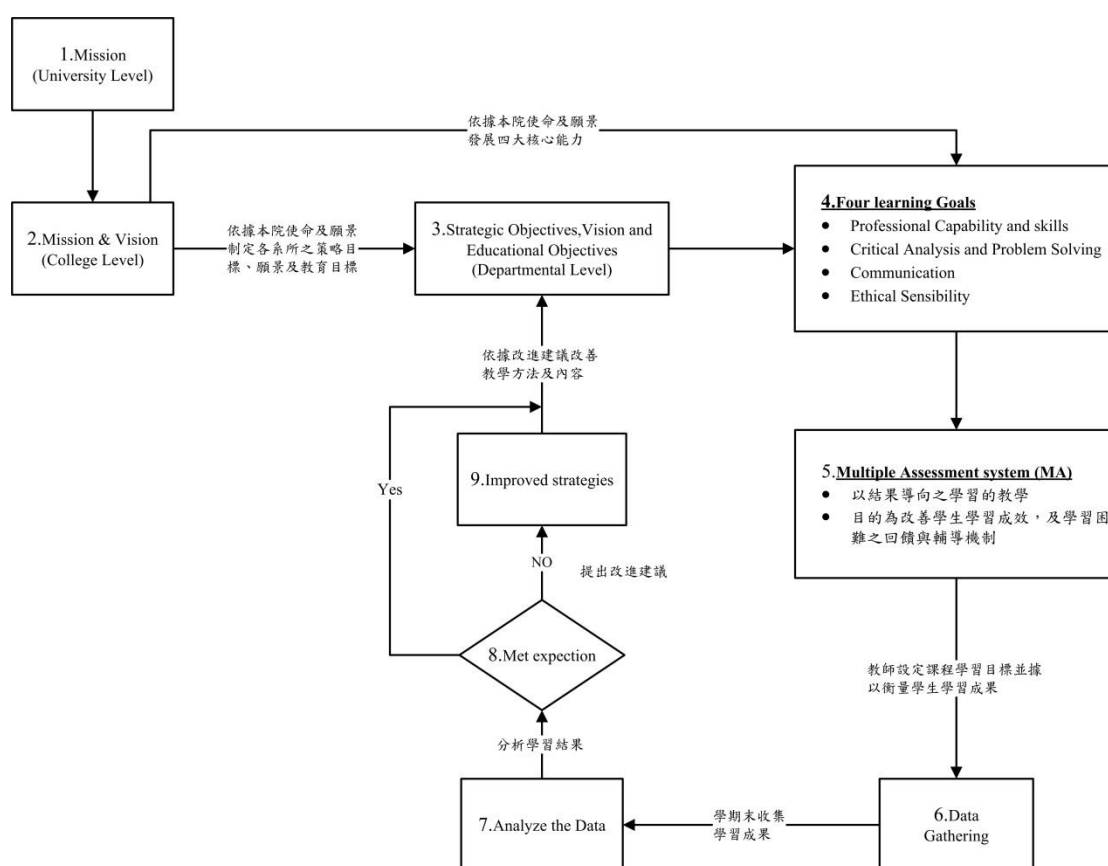 1.Mission
(University Level)
依據本院使命及願景
發展四大核心能力
2.Mission & Vision
(College Level)
依據本院使命及願景
制定各系所之策略目
標、願景及教育目標
3.Strategic Objectives,Vision and
Educational Objectives
(Departmental Level)
4.Four learning Goals
● Professional Capability and skills
● Critical Analysis and Problem Solving
● Communication
● Ethical Sensibility
依據改進建議改善
教學方法及內容
9.Improved strategies
Yes
5.Multiple Assessment system (MA)
● 以結果導向之學習的教學
● 目的為改善學生學習成效，及學習困
難之回饋與輔導機制
NO
提出改進建議
8.Met expection
教師設定課程學習目標並據
以衡量學生學習成果
分析學習結果
7.Analyze the Data
學期末收集
學習成果
6.Data
Gathering